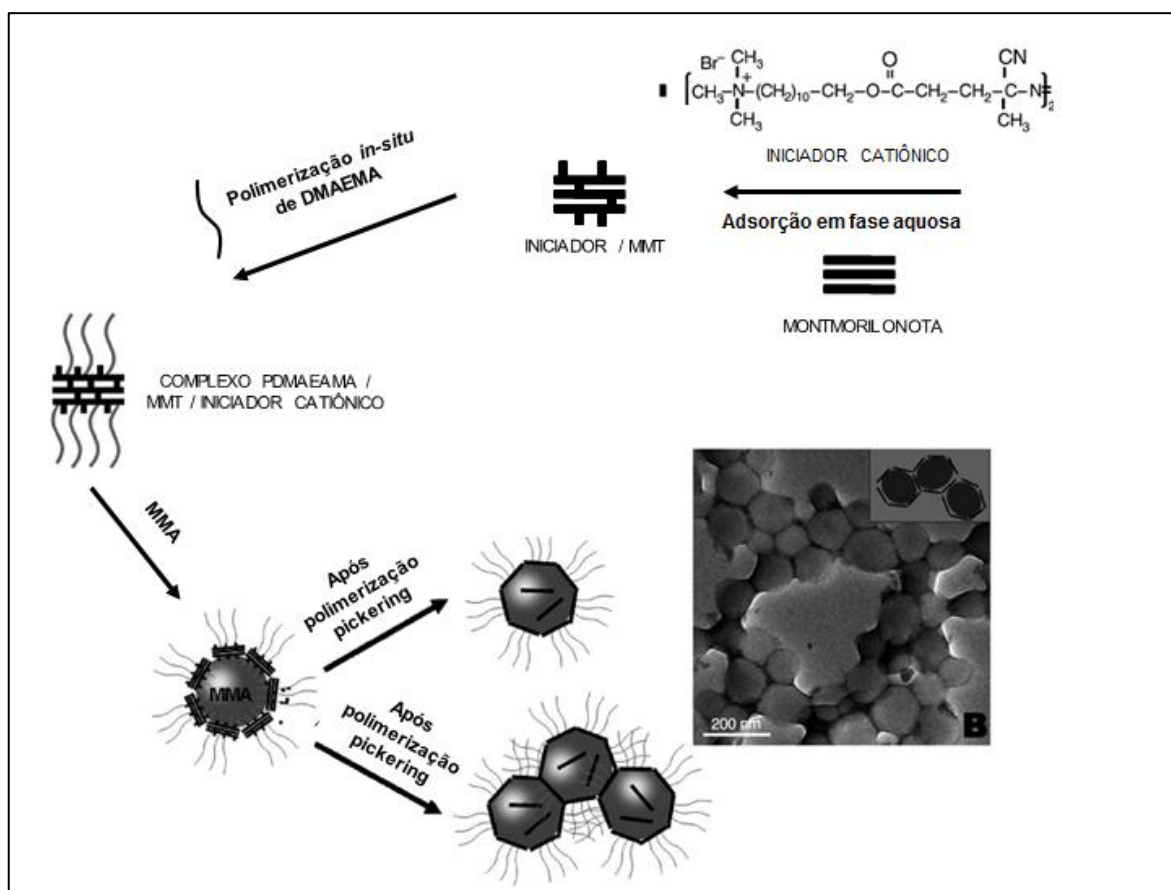 Br⁻ CH₃
O
CN
CH₃-N⁺-(CH₂)₁₀-CH₂-O-C-CH₂-CH₂-C-N=
2
CH₃
CH₃
INICIADOR CATIÔNICO
Adsorção em fase aquosa
MONTMORILONOTA
INICIADOR / MMT
Polimerização in-situ
de DMAEMA
COMPLEXO PDMAEAMA /
MMT / INICIADOR CATIÔNICO
MMA
MMA
Após
polimerização
pickering
Após
polimerização
pickering
200 nm
B